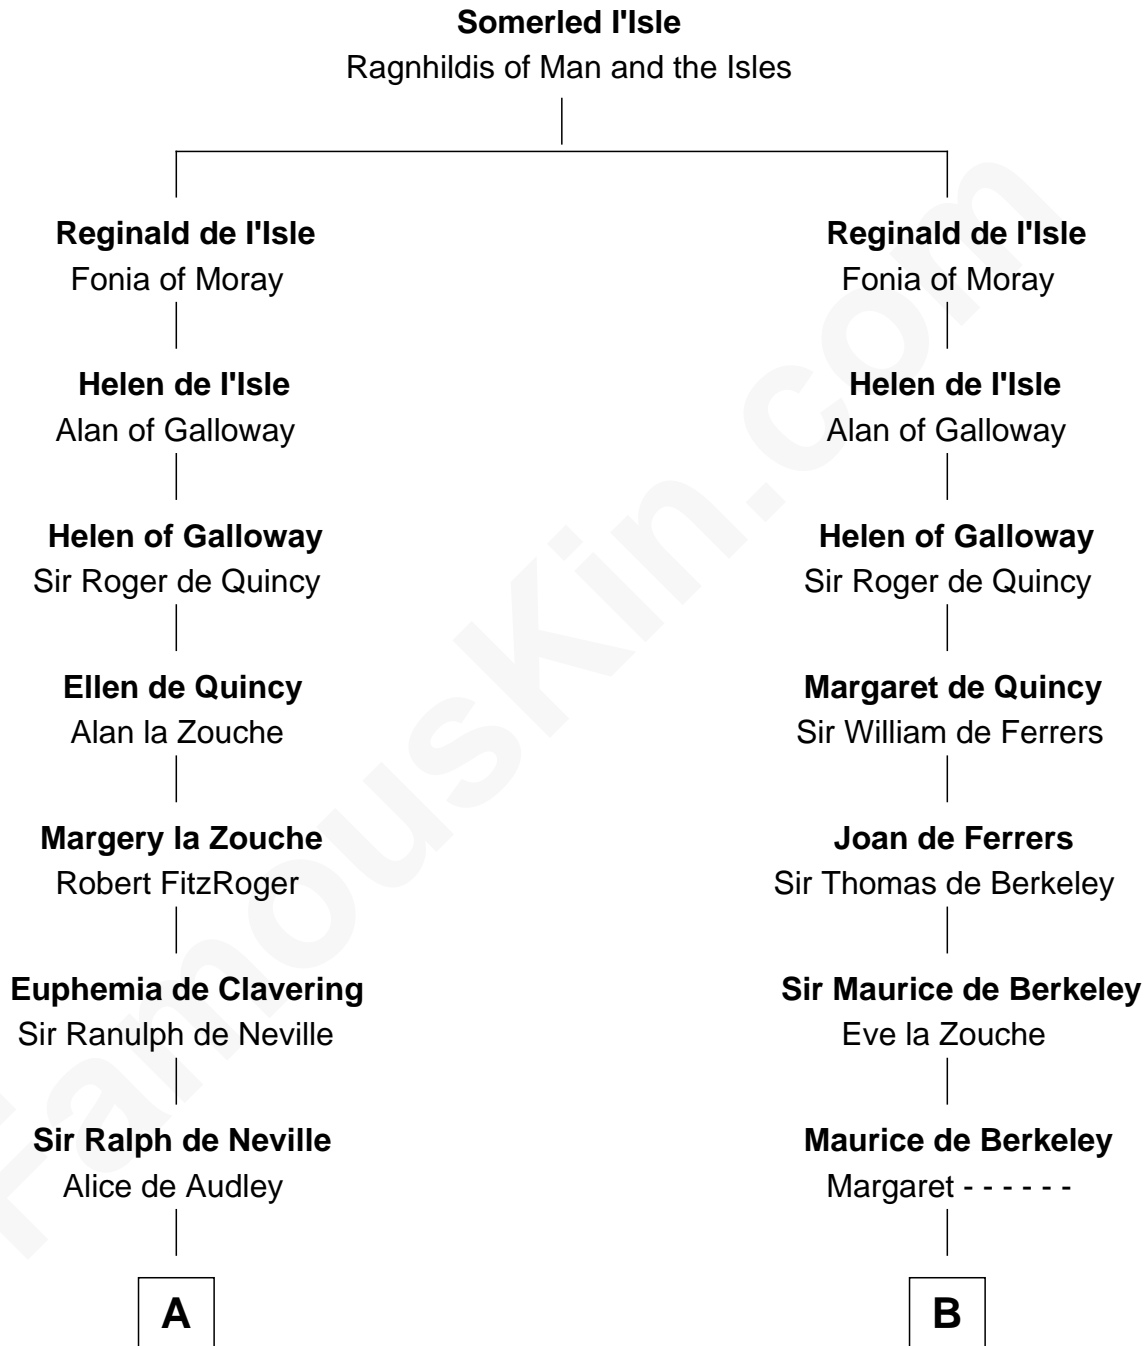 Somerled I'Isle
Ragnhildis of Man and the Isles
Reginald de I'Isle
Fonia of Moray
Reginald de I'Isle
Fonia of Moray
Helen de I'Isle
Alan of Galloway
Helen de I'Isle
Alan of Galloway
Helen of Galloway
Sir Roger de Quincy
Helen of Galloway
Sir Roger de Quincy
Ellen de Quincy
Alan la Zouche
Margaret de Quincy
Sir William de Ferrers
Margery la Zouche
Robert FitzRoger
Joan de Ferrers
Sir Thomas de Berkeley
Euphemia de Clavering
Sir Ranulph de Neville
Sir Maurice de Berkeley
Eve la Zouche
Sir Ralph de Neville
Alice de Audley
Maurice de Berkeley
Margaret - - - - - -
A
B
FamousKin.com